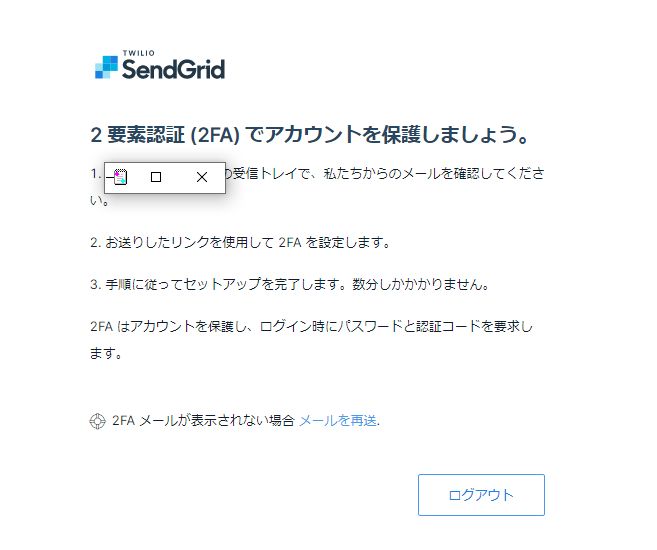 TWILIO
SendGrid
2 要素認証 (2FA) でアカウントを保護しましょう。
1. の受信トレイで、私たちからのメールを確認してくださ
い。
2. お送りしたリンクを使用して 2FA を設定します。
3. 手順に従ってセットアップを完了します。数分しかかかりません。
2FA はアカウントを保護し、ログイン時にパスワードと認証コードを要求し
ます。
2FA メールが表示されない場合 メールを再送.
ログアウト